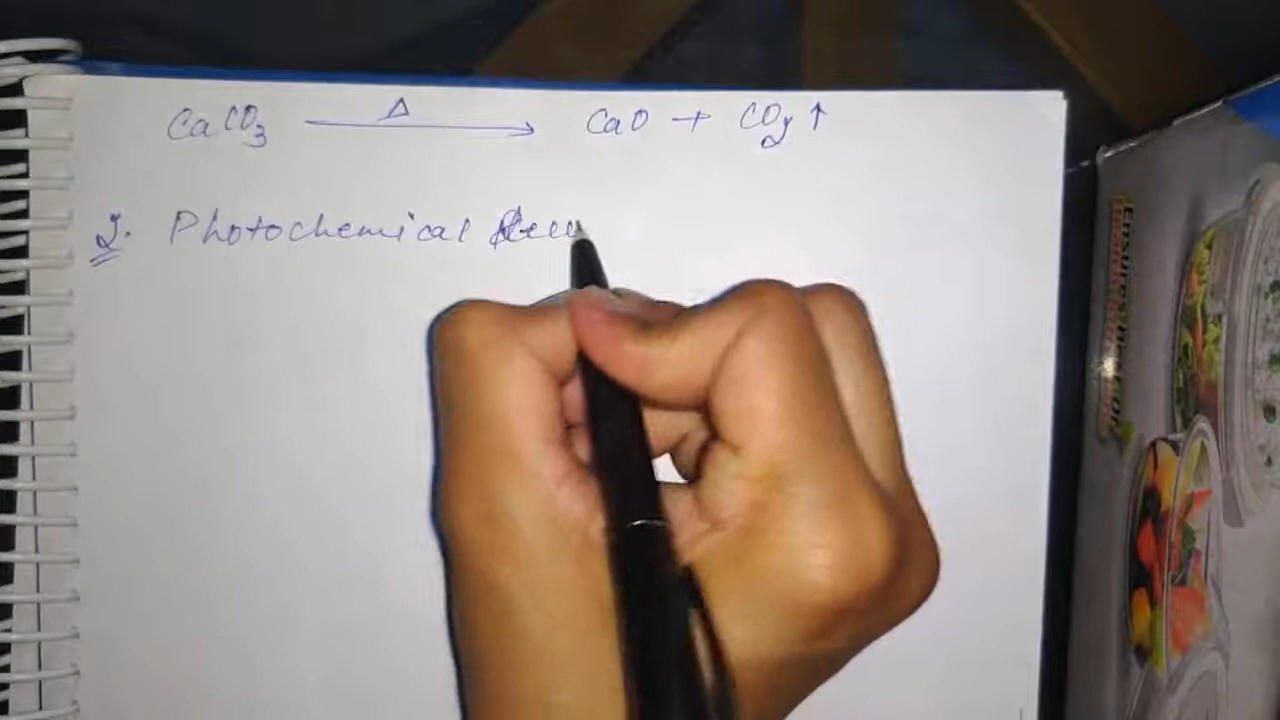 CaCO₃ —Δ→ CaO + CO₂ ↑
2. Photochemical